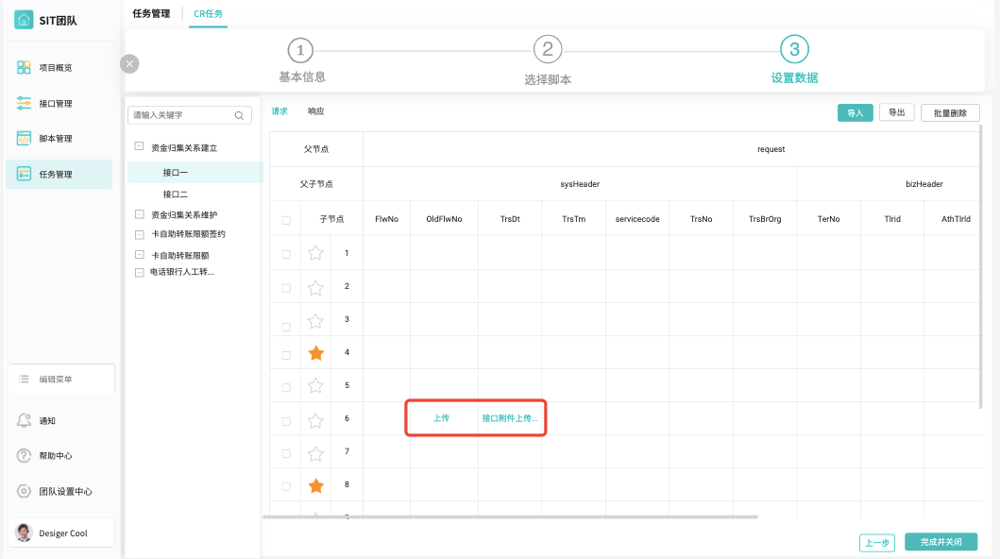 SIT团队
项目概览
接口管理
脚本管理
任务管理
编辑菜单
通知
帮助中心
团队设置中心
Desiger Cool
任务管理
CR任务
1
2
3
基本信息
选择脚本
设置数据
请输入关键字
资金归集关系建立
接口一
接口二
资金归集关系维护
卡自助转账限额签约
卡自助转账限额
电话银行人工转...
请求
响应
导入
导出
批量删除
父节点
request
父子节点
sysHeader
bizHeader
子节点
FlwNo
OldFlwNo
TrsDt
TrsTm
servicecode
TrsNo
TrsBrOrg
TerNo
Tlrid
AthTlrld
1
2
3
4
5
6
上传
接口附件上传...
7
8
上一步
完成并关闭